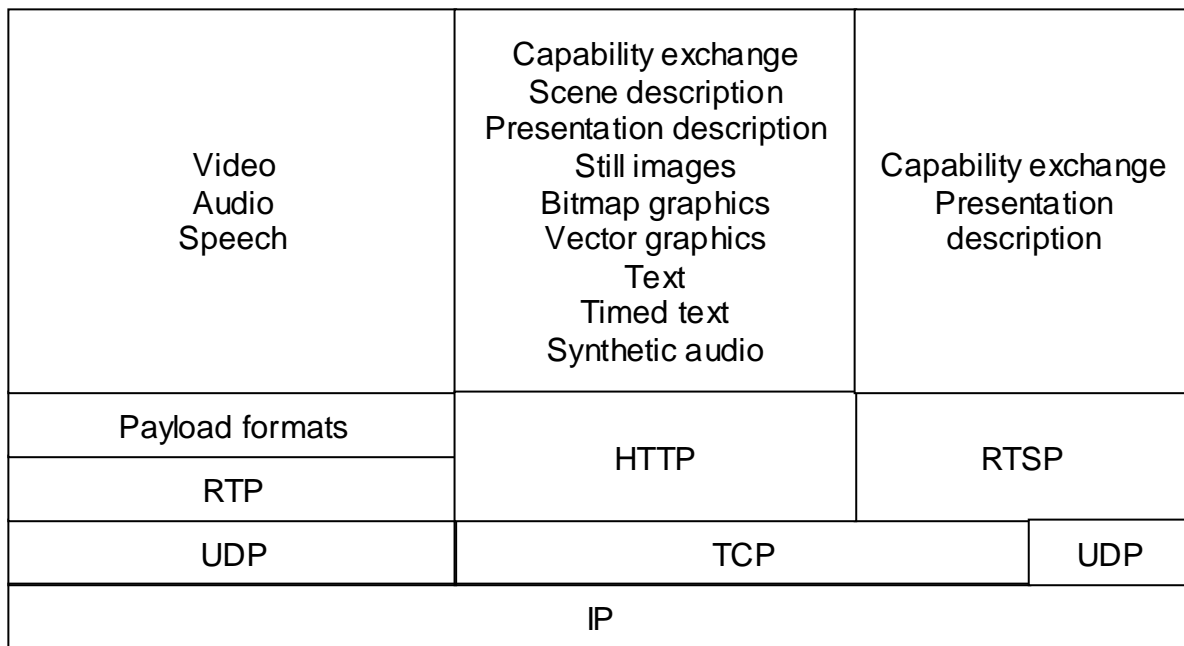 Video
Audio
Speech
Capability exchange
Scene description
Presentation description
Still images
Bitmap graphics
Vector graphics
Text
Timed text
Synthetic audio
Capability exchange
Presentation
description
Payload formats
RTP
HTTP
RTSP
UDP
TCP
UDP
IP